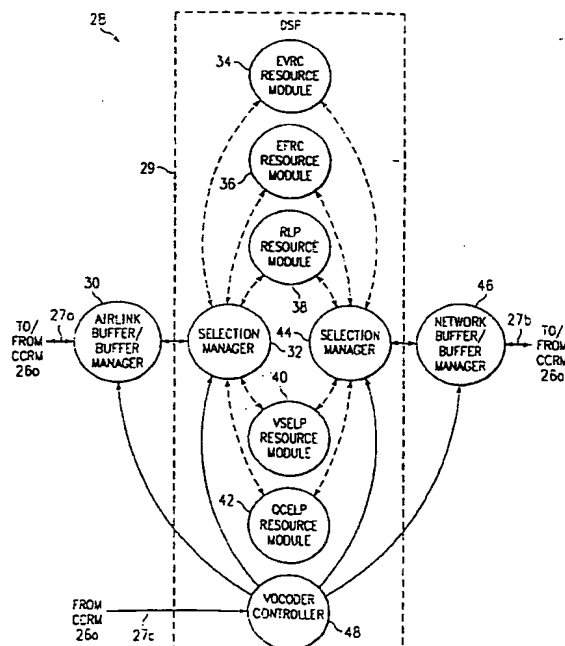 28
DSP
34
EVRC
RESOURCE
MODULE
EFRC
RESOURCE
MODULE
36
29
RLP
RESOURCE
MODULE
38
30
46
TO/
FROM
CCRM
26a
27a
AIRLINK
BUFFER/
BUFFER
MANAGER
SELECTION
MANAGER
32
44
SELECTION
MANAGER
NETWORK
BUFFER/
BUFFER
MANAGER
27b
TO/
FROM
CCRM
26a
40
VSELP
RESOURCE
MODULE
42
QCELP
RESOURCE
MODULE
FROM
CCRM
26a
27c
VOCODER
CONTROLLER
48